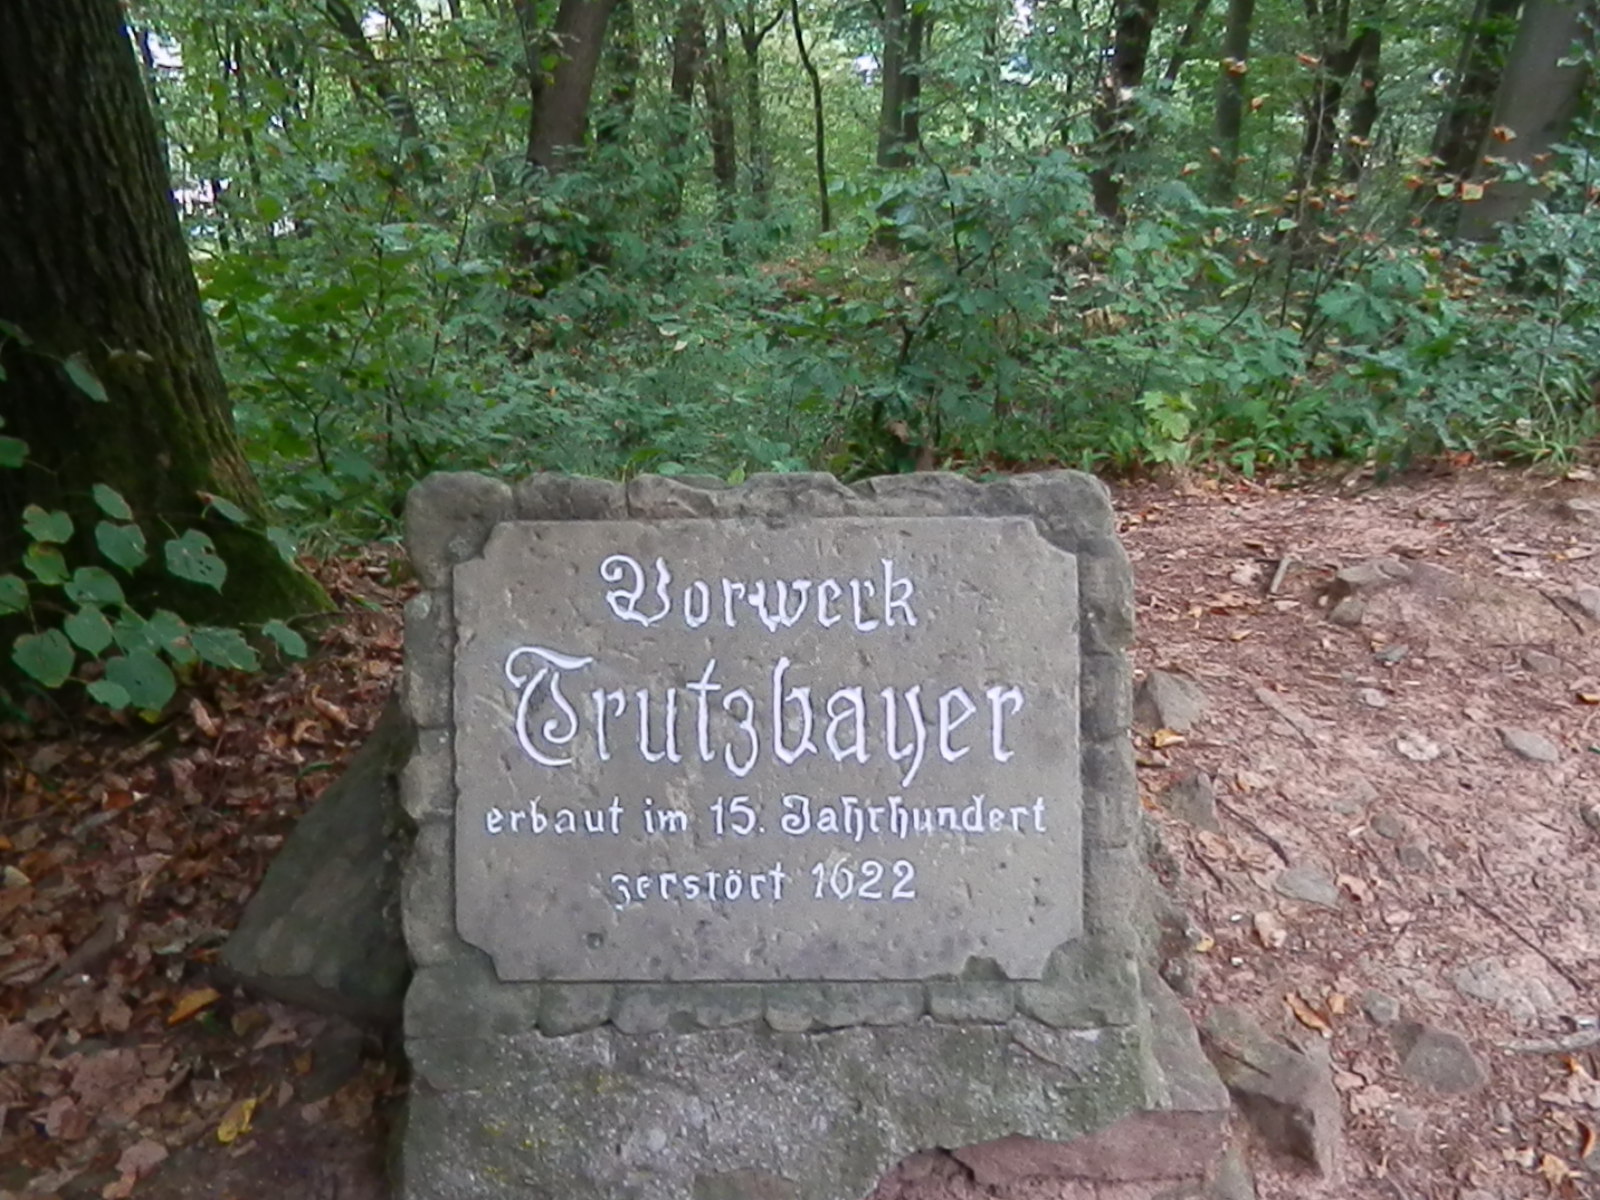 Vorwerk
Trutzbayer
erbaut im 15. Jahrhundert
zerstört 1622